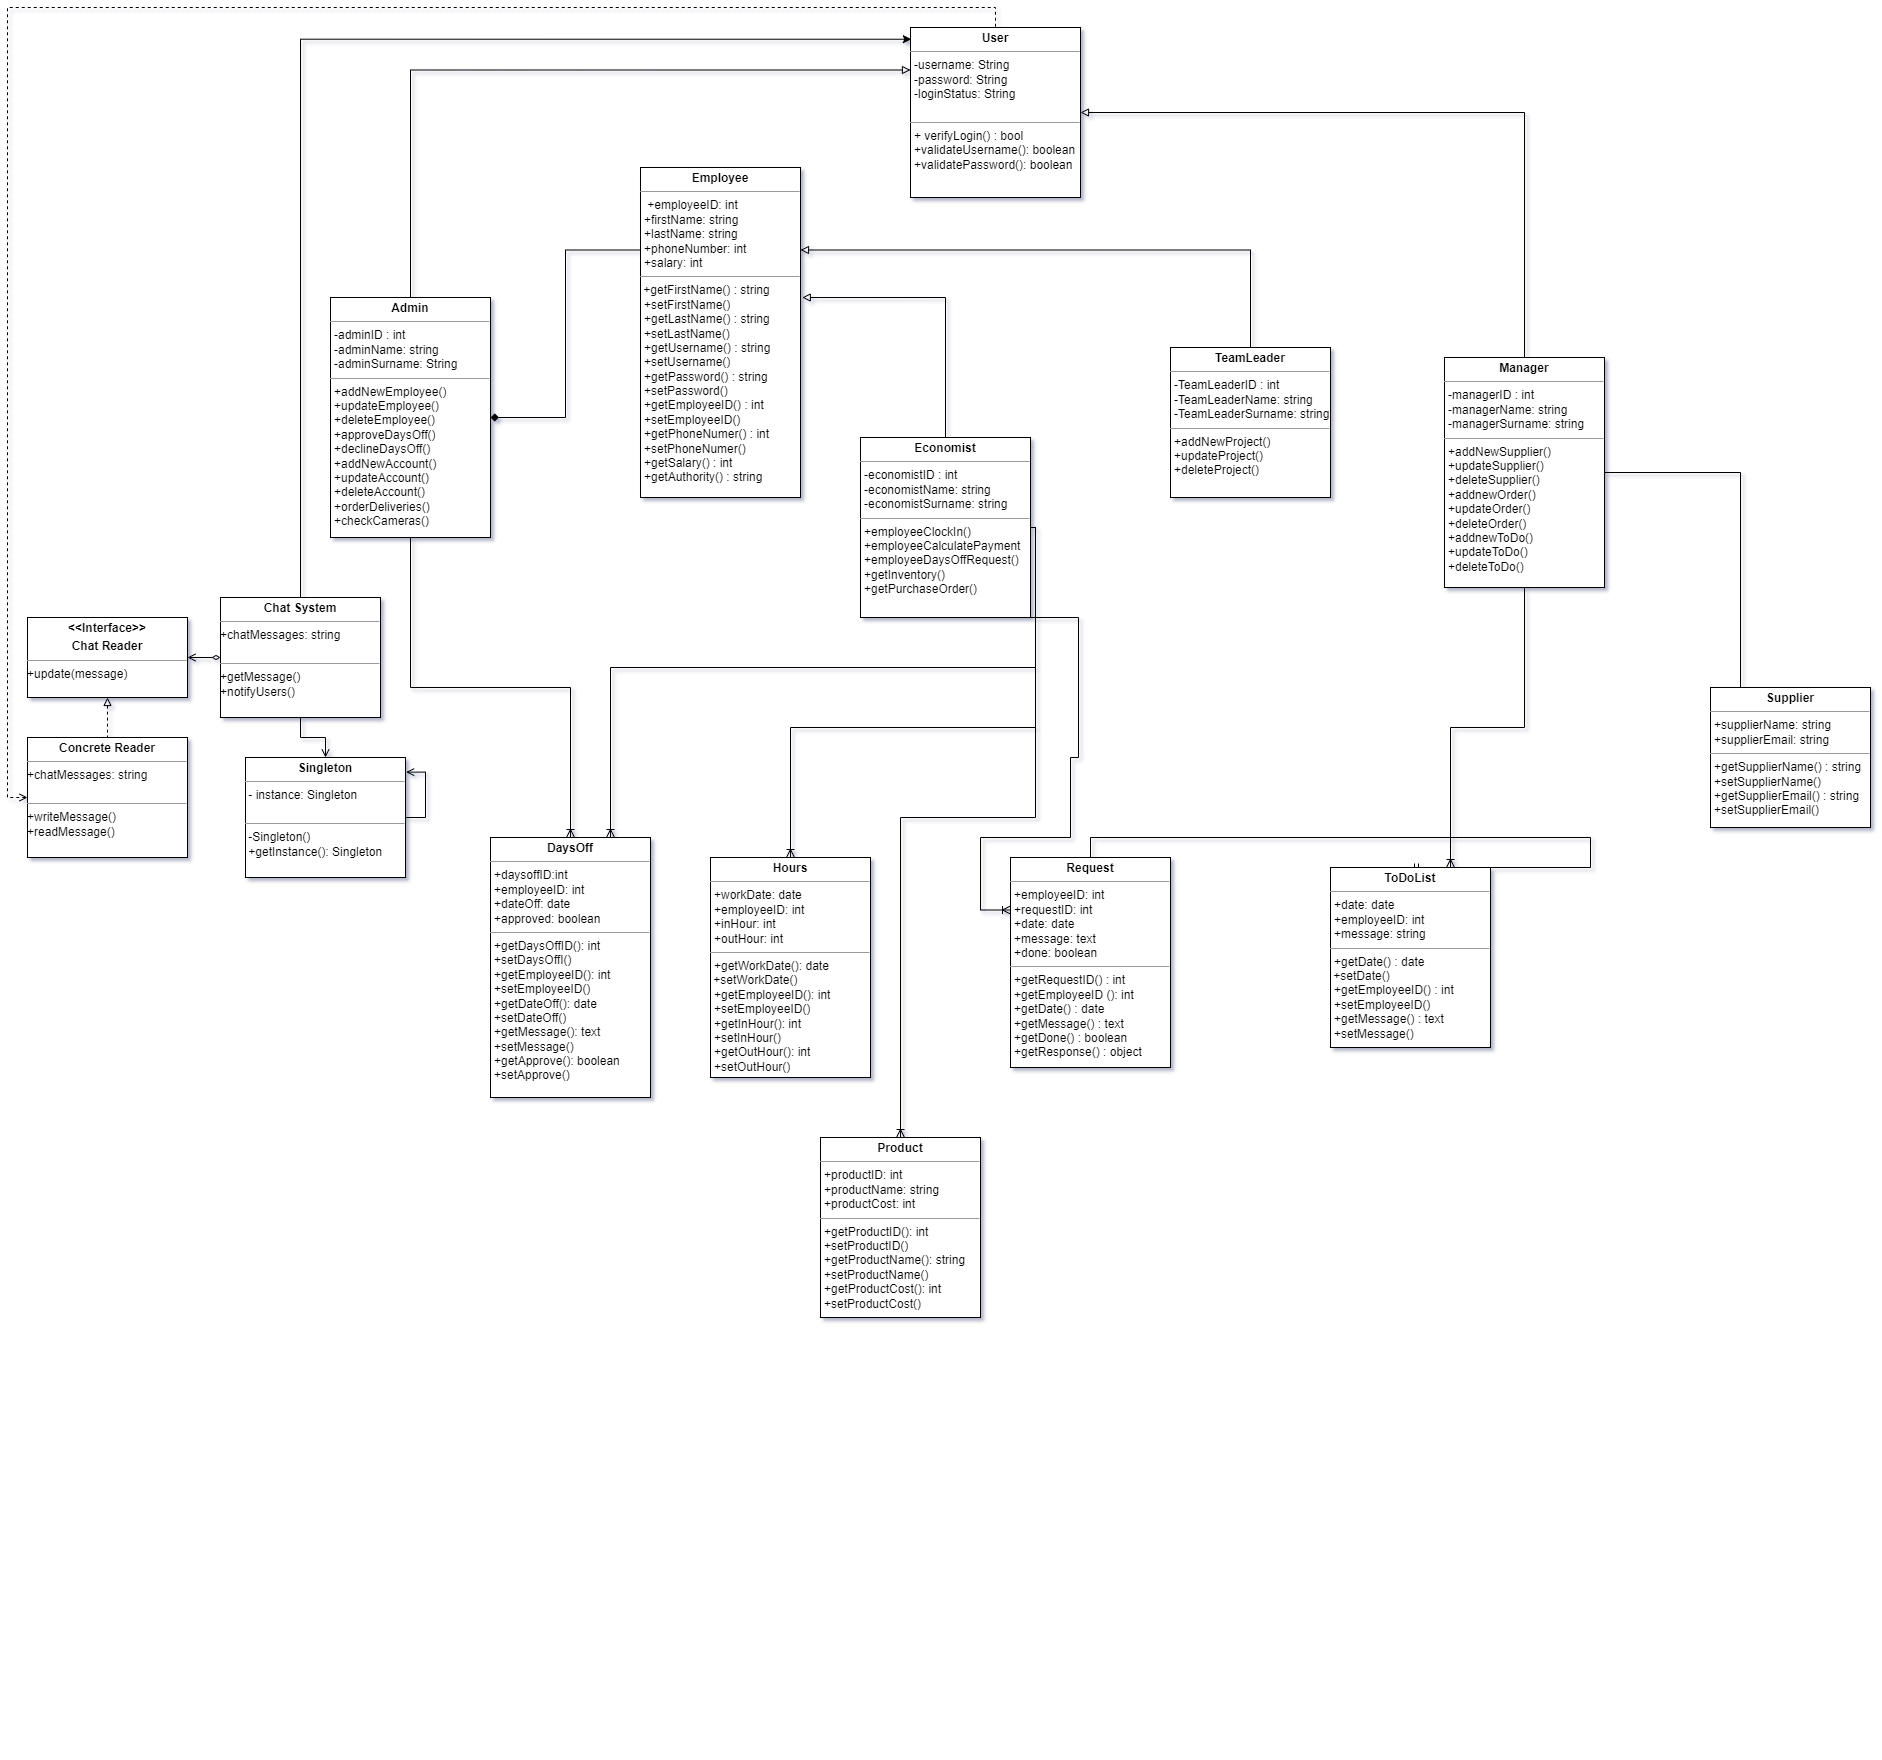 User
-username: String
-password: String
-loginStatus: String
+ verifyLogin() : bool
+validateUsername(): boolean
+validatePassword(): boolean
Employee
+employeeID: int
+firstName: string
+lastName: string
+phoneNumber: int
+salary: int
+getFirstName() : string
+setFirstName()
+getLastName() : string
+setLastName()
+getUsername() : string
+setUsername()
+getPassword() : string
+setPassword()
+getEmployeeID() : int
+setEmployeeID()
+getPhoneNumer() : int
+setPhoneNumer()
+getSalary() : int
+getAuthority() : string
Admin
-adminID : int
-adminName: string
-adminSurname: String
+addNewEmployee()
+updateEmployee()
+deleteEmployee()
+approveDaysOff()
+declineDaysOff()
+addNewAccount()
+updateAccount()
+deleteAccount()
+orderDeliveries()
+checkCameras()
TeamLeader
-TeamLeaderID : int
-TeamLeaderName: string
-TeamLeaderSurname: string
+addNewProject()
+updateProject()
+deleteProject()
Manager
-managerID : int
-managerName: string
-managerSurname: string
+addNewSupplier()
+updateSupplier()
+deleteSupplier()
+addnewOrder()
+updateOrder()
+deleteOrder()
+addnewToDo()
+updateToDo()
+deleteToDo()
Economist
-economistID : int
-economistName: string
-economistSurname: string
+employeeClockIn()
+employeeCalculatePayment
+employeeDaysOffRequest()
+getInventory()
+getPurchaseOrder()
<<Interface>>
Chat Reader
+update(message)
Chat System
+chatMessages: string
+getMessage()
+notifyUsers()
Concrete Reader
+chatMessages: string
+writeMessage()
+readMessage()
Singleton
- instance: Singleton
-Singleton()
+getInstance(): Singleton
Supplier
+supplierName: string
+supplierEmail: string
+getSupplierName() : string
+setSupplierName()
+getSupplierEmail() : string
+setSupplierEmail()
DaysOff
+daysoffID:int
+employeeID: int
+dateOff: date
+approved: boolean
+getDaysOffID(): int
+setDaysOffI()
+getEmployeeID(): int
+setEmployeeID()
+getDateOff(): date
+setDateOff()
+getMessage(): text
+setMessage()
+getApprove(): boolean
+setApprove()
Hours
+workDate: date
+employeeID: int
+inHour: int
+outHour: int
+getWorkDate(): date
+setWorkDate()
+getEmployeeID(): int
+setEmployeeID()
+getInHour(): int
+setInHour()
+getOutHour(): int
+setOutHour()
Request
+employeeID: int
+requestID: int
+date: date
+message: text
+done: boolean
+getRequestID() : int
+getEmployeeID (): int
+getDate() : date
+getMessage() : text
+getDone() : boolean
+getResponse() : object
ToDoList
+date: date
+employeeID: int
+message: string
+getDate() : date
+setDate()
+getEmployeeID() : int
+setEmployeeID()
+getMessage() : text
+setMessage()
Product
+productID: int
+productName: string
+productCost: int
+getProductID(): int
+setProductID()
+getProductName(): string
+setProductName()
+getProductCost(): int
+setProductCost()